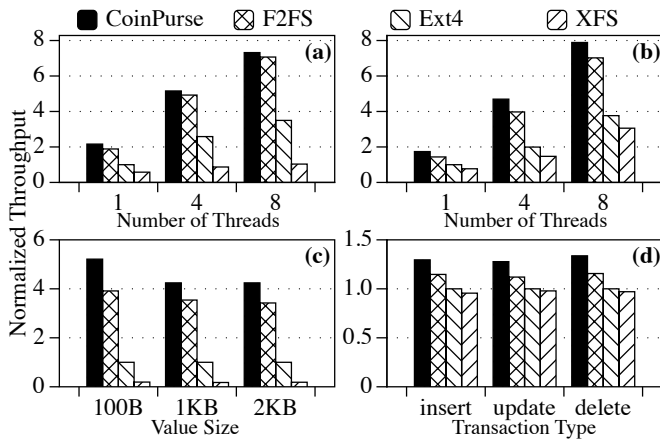 CoinPurse F2FS Ext4 XFS
Normalized Throughput
8 (a)
6
4
2
0
1 4 8
Number of Threads
8 (b)
6
4
2
0
1 4 8
Number of Threads
6 (c)
4
2
0
100B 1KB 2KB
Value Size
1.5 (d)
1.0
0.5
0
insert update delete
Transaction Type